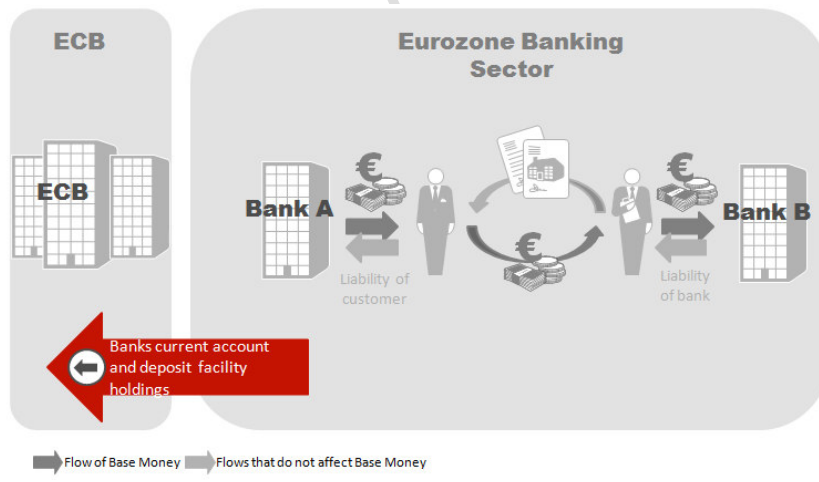 ECB
Eurozone Banking
Sector
ECB
Bank A
Bank B
Liability of
customer
Liability
of bank
Banks current account
and deposit facility
holdings
Flow of Base Money
Flows that do not affect Base Money